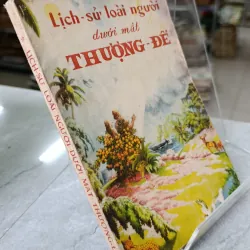 Lịch-sử loài người
dưới mắt
THƯỢNG-ĐẾ
LỊCH SỬ LOÀI NGƯỜI DƯỚI MẮT THƯỢNG ĐẾ